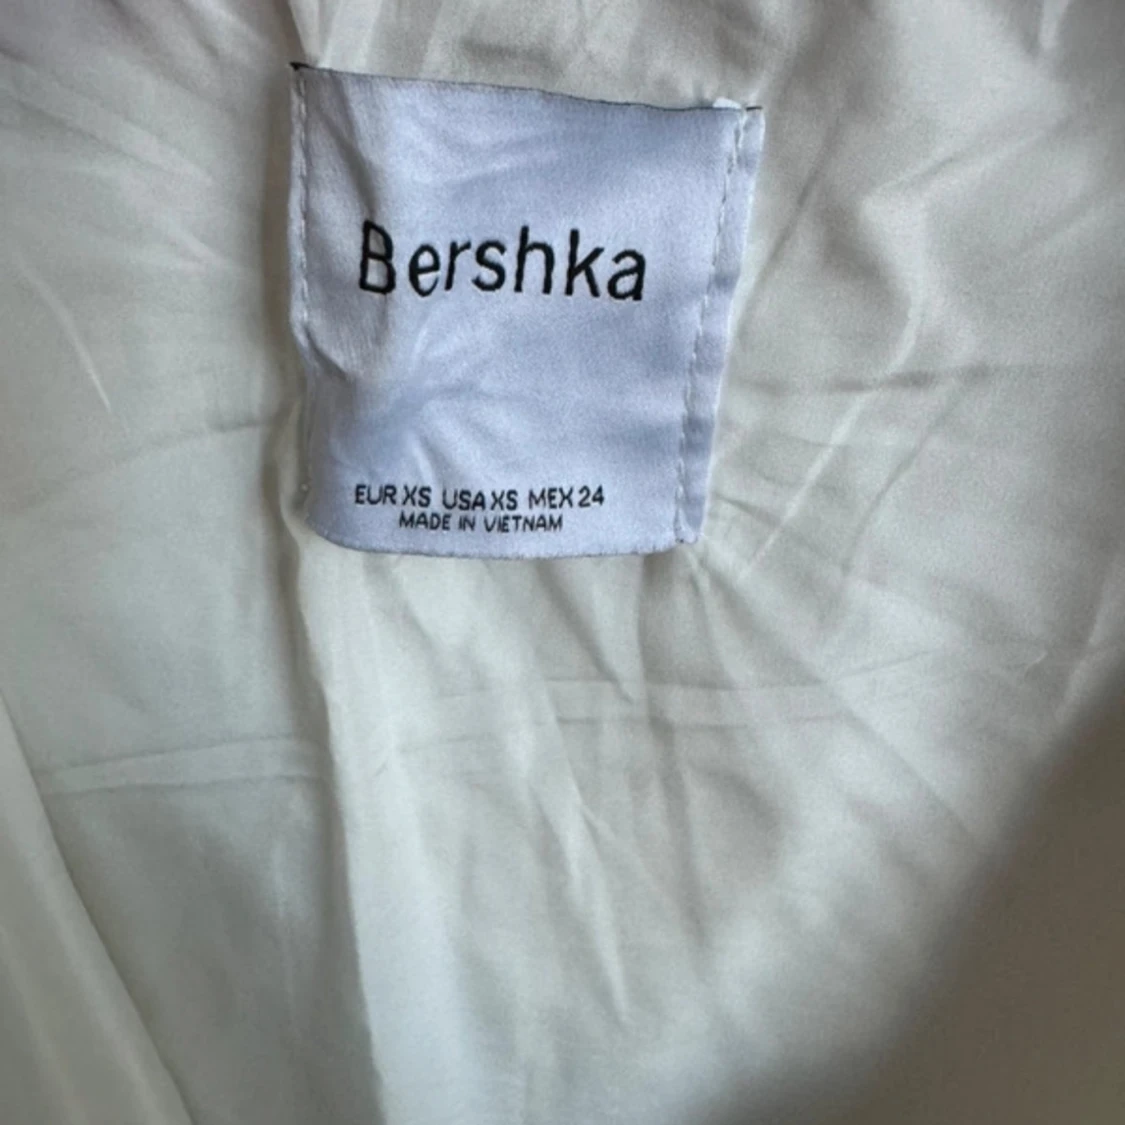 Bershka
EUR XS USA XS MEX 24
MADE IN VIETNAM